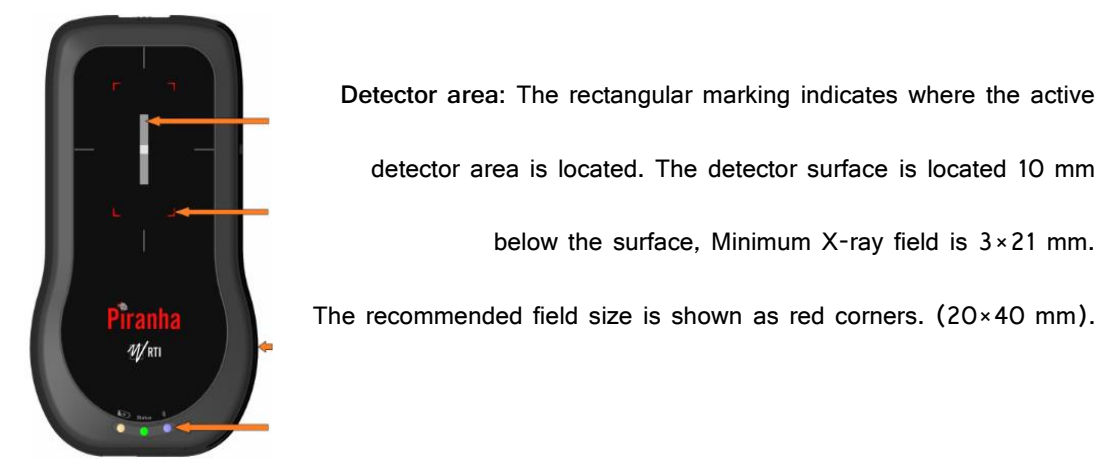 Detector area: The rectangular marking indicates where the active
detector area is located. The detector surface is located 10 mm
below the surface, Minimum X-ray field is 3×21 mm.
The recommended field size is shown as red corners. (20×40 mm).
Piranha
RTI
Status